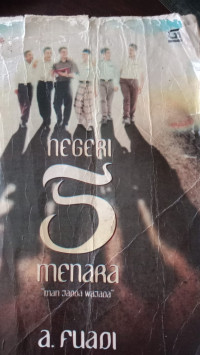 NEGERI
5
MENARA
"Man Jadda Wajada"
A. FUADI